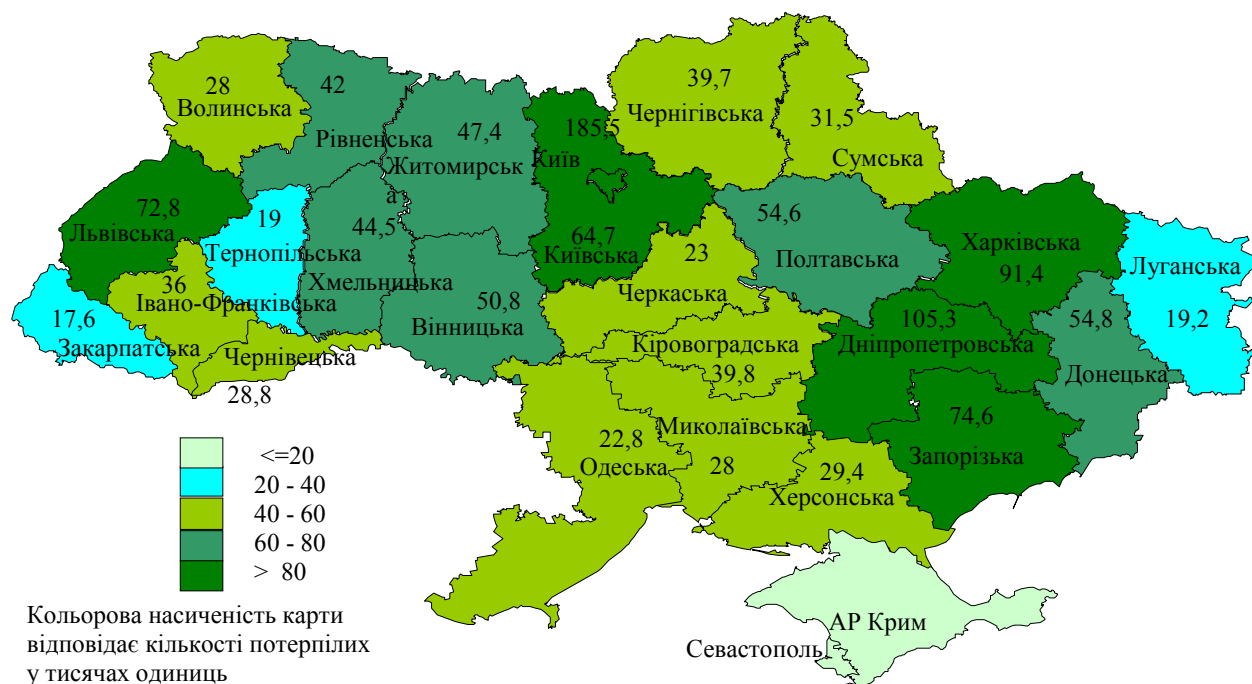 28
Волинська
42
Рівненська
47,4
Житомирськ
а
185,5
Київ
39,7
Чернігівська
31,5
Сумська
72,8
Львівська
19
Тернопільська
44,5
Хмельницька
64,7
Київська
23
Черкаська
54,6
Полтавська
Харківська
91,4
Луганська
19,2
36
Івано-Франківська
17,6
Закарпатська
Чернівецька
28,8
50,8
Вінницька
Кіровоградська
39,8
105,3
Дніпропетровська
54,8
Донецька
22,8
Одеська
Миколаївська
28
29,4
Херсонська
74,6
Запорізька
АР Крим
Севастополь
<=20
20 - 40
40 - 60
60 - 80
> 80
Кольорова насиченість карти
відповідає кількості потерпілих
у тисячах одиниць